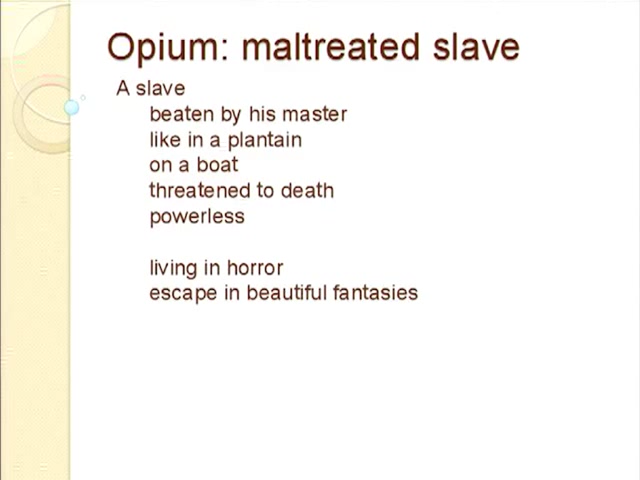 Opium: maltreated slave
A slave
beaten by his master
like in a plantain
on a boat
threatened to death
powerless
living in horror
escape in beautiful fantasies